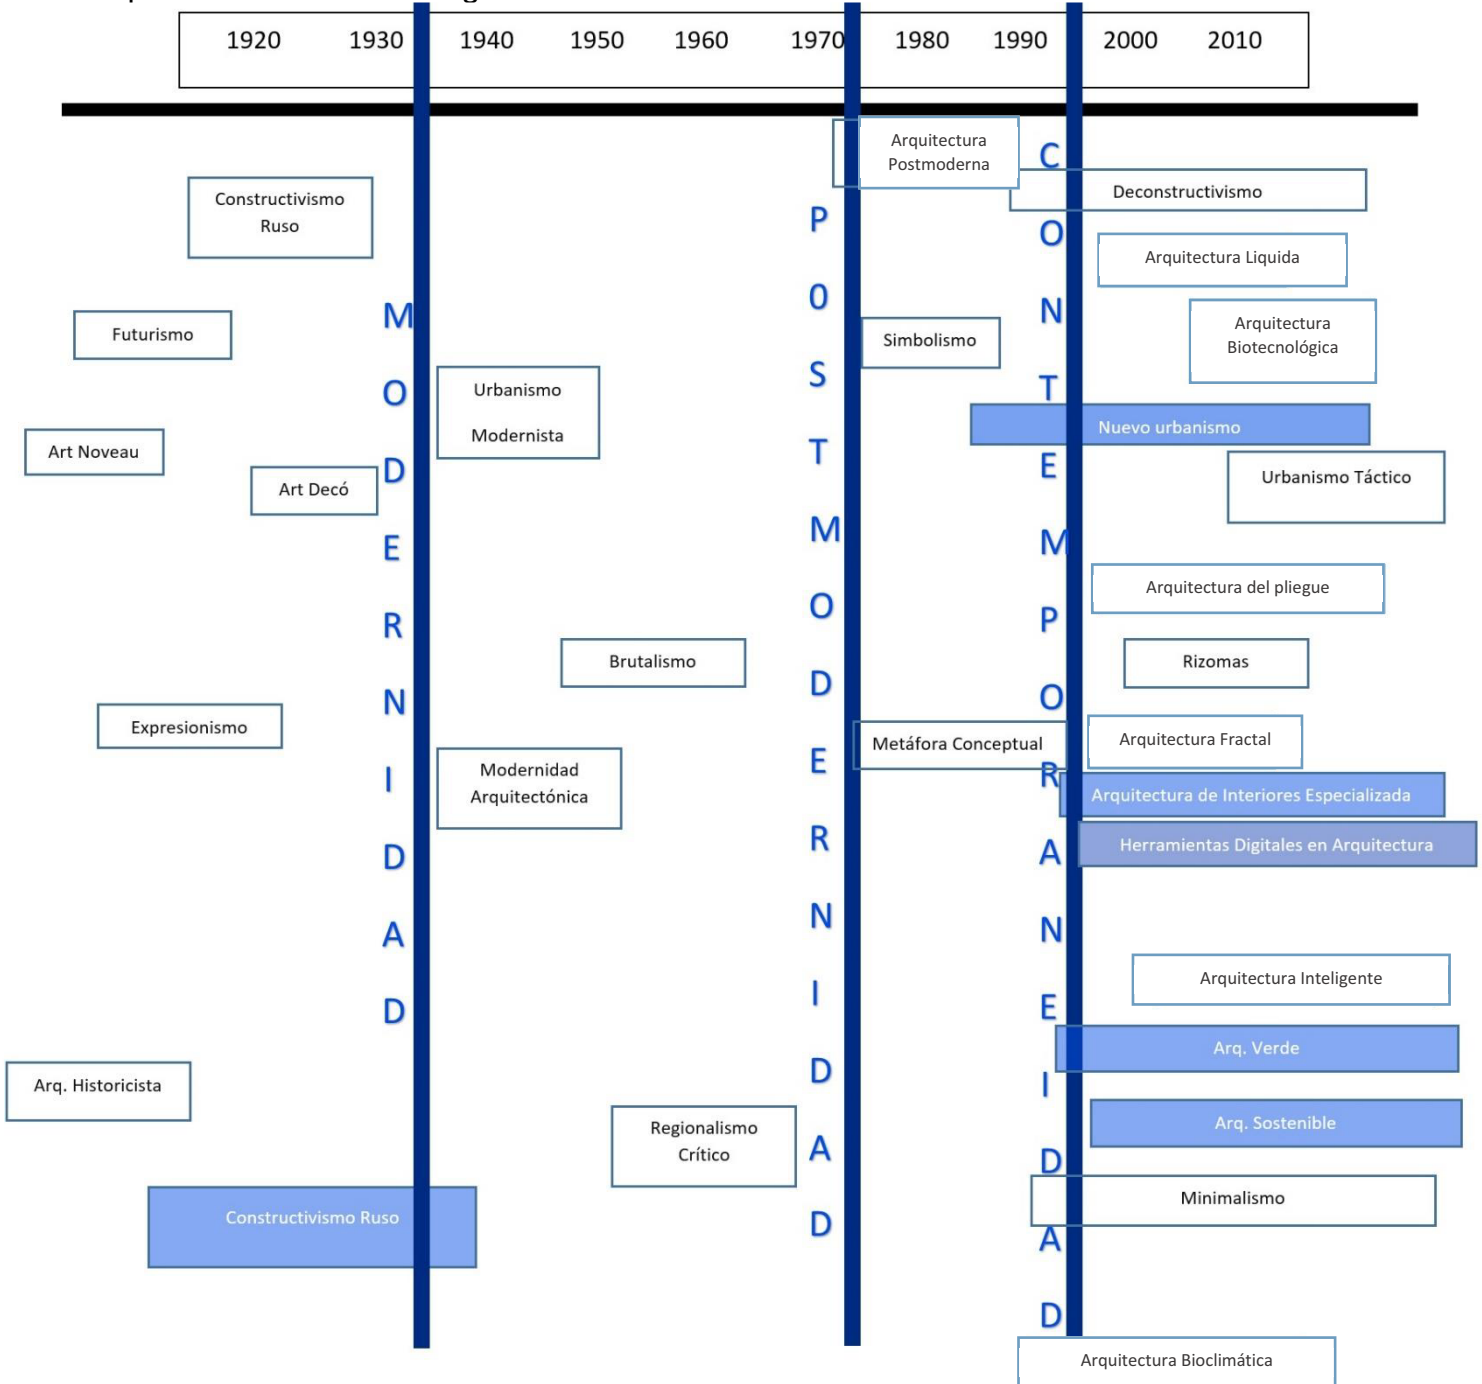 1920 1930 1940 1950 1960 1970 1980 1990 2000 2010
Arquitectura
Postmoderna
Deconstructivismo
Constructivismo
Ruso
Arquitectura Liquida
Futurismo
Simbolismo
Arquitectura
Biotecnológica
Urbanismo
Modernista
Nuevo urbanismo
Art Noveau
Art Decó
Urbanismo Táctico
Arquitectura del pliegue
Brutalismo
Rizomas
Expresionismo
Metáfora Conceptual
Arquitectura Fractal
Modernidad
Arquitectónica
Arquitectura de Interiores Especializada
Herramientas Digitales en Arquitectura
Arquitectura Inteligente
Arq. Verde
Arq. Historicista
Regionalismo
Crítico
Arq. Sostenible
Minimalismo
Constructivismo Ruso
Arquitectura Bioclimática
MODERNIDAD
P0STMODERNIDAD
CONTEMPORANEIDAD